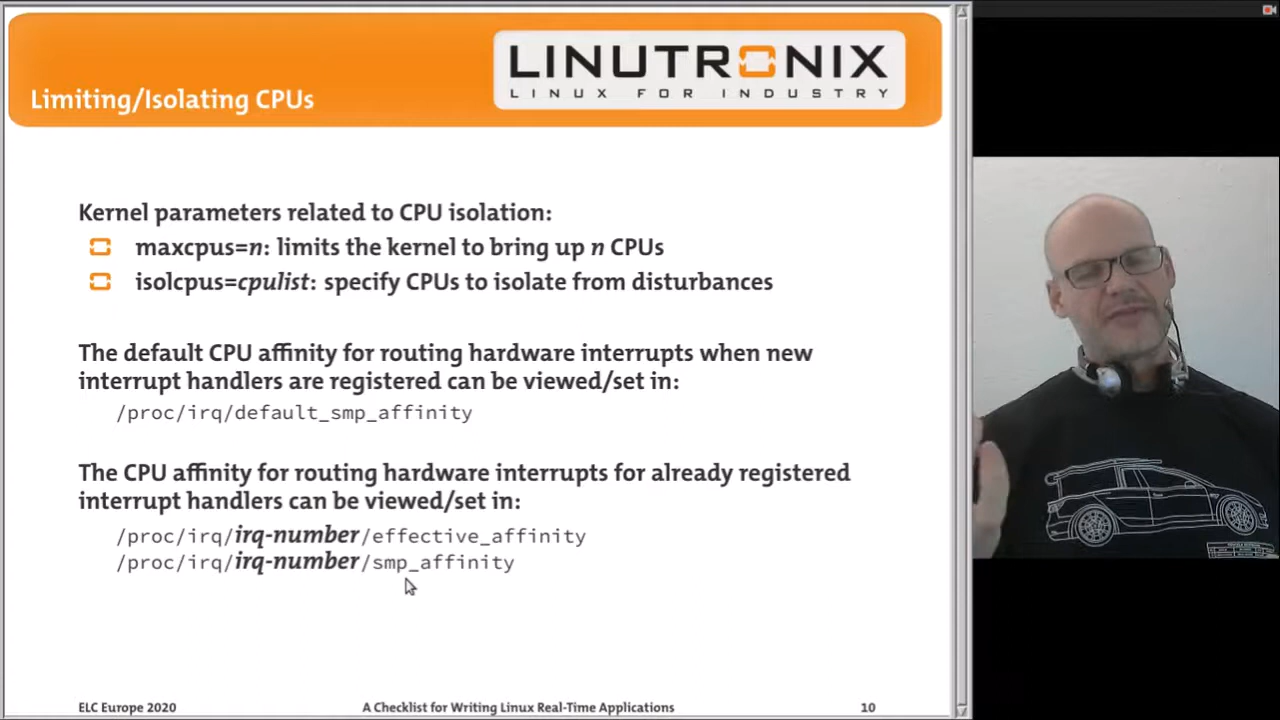 LINUTRONIX
LINUX FOR INDUSTRY
Limiting/Isolating CPUs
Kernel parameters related to CPU isolation:
maxcpus=n: limits the kernel to bring up n CPUs
isolcpus=cpulist: specify CPUs to isolate from disturbances
The default CPU affinity for routing hardware interrupts when new
interrupt handlers are registered can be viewed/set in:
/proc/irq/default_smp_affinity
The CPU affinity for routing hardware interrupts for already registered
interrupt handlers can be viewed/set in:
/proc/irq/irq-number/effective_affinity
/proc/irq/irq-number/smp_affinity
ELC Europe 2020
A Checklist for Writing Linux Real-Time Applications
10